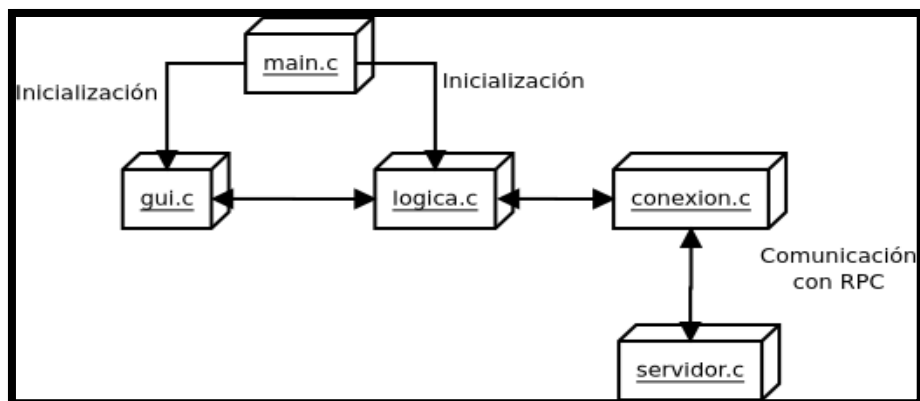 main.c
Inicialización
Inicialización
gui.c
logica.c
conexion.c
Comunicación
con RPC
servidor.c